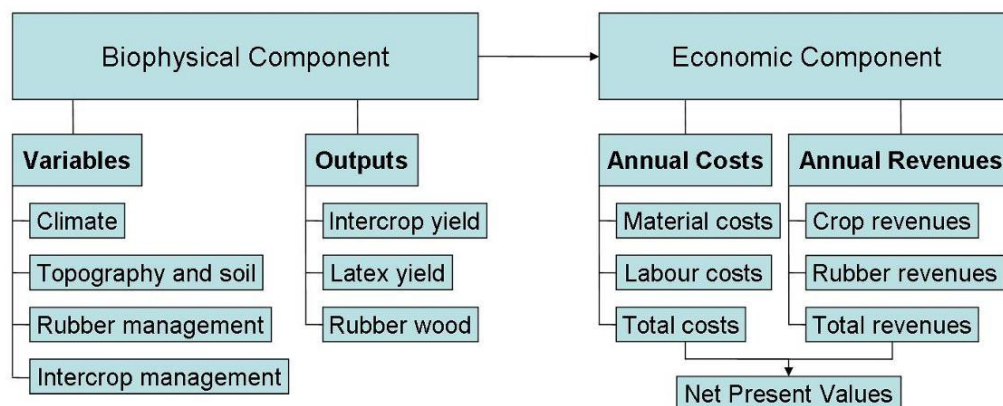 Biophysical Component
Economic Component
Variables
Climate
Topography and soil
Rubber management
Intercrop management
Outputs
Intercrop yield
Latex yield
Rubber wood
Annual Costs
Material costs
Labour costs
Total costs
Annual Revenues
Crop revenues
Rubber revenues
Total revenues
Net Present Values